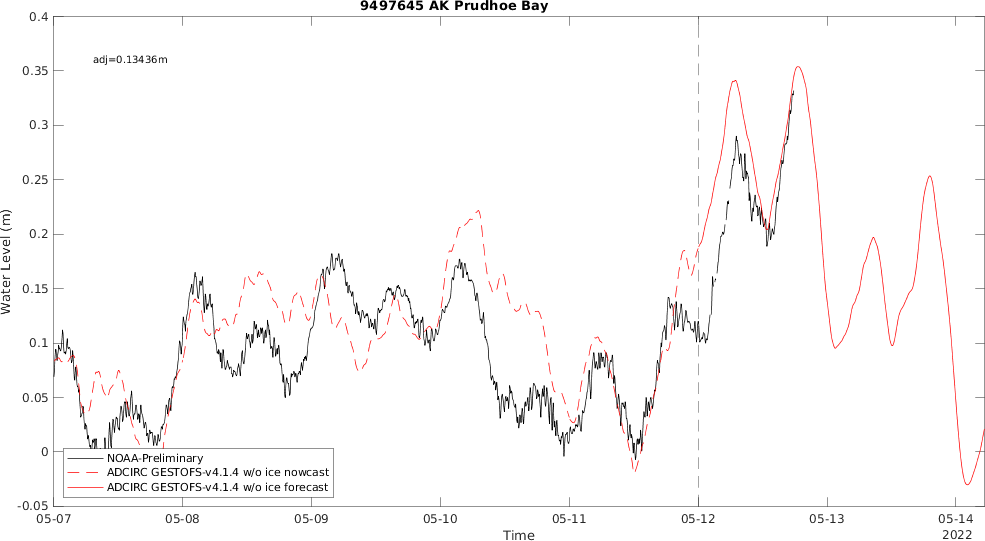 9497645 AK Prudhoe Bay
adj=0.13436m
Water Level (m)
0.4
0.35
0.3
0.25
0.2
0.15
0.1
0.05
0
-0.05
NOAA-Preliminary
ADCIRC GESTOFS-v4.1.4 w/o ice nowcast
ADCIRC GESTOFS-v4.1.4 w/o ice forecast
05-07 05-08 05-09 05-10 05-11 05-12 05-13 05-14
Time
2022